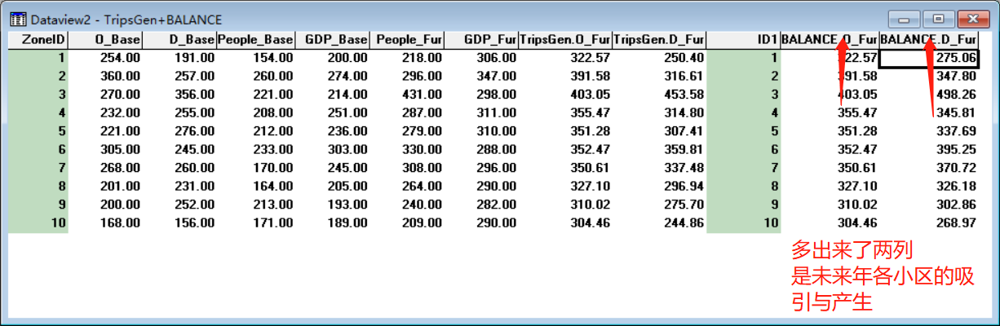 Dataview2 - TripsGen+BALANCE
ZoneID O_Base D_Base People_Base GDP_Base People_Fur GDP_Fur TripsGen.O_Fur TripsGen.D_Fur ID1 BALANCE.O_Fur BALANCE.D_Fur
1 254.00 191.00 154.00 200.00 218.00 306.00 322.57 250.40 1 322.57 275.06
2 360.00 257.00 260.00 274.00 296.00 347.00 391.58 316.61 2 391.58 347.80
3 270.00 356.00 221.00 214.00 431.00 298.00 403.05 453.58 3 403.05 498.26
4 232.00 255.00 208.00 251.00 287.00 311.00 355.47 314.80 4 355.47 345.81
5 221.00 276.00 212.00 236.00 279.00 310.00 351.28 307.41 5 351.28 337.69
6 305.00 245.00 233.00 303.00 330.00 288.00 352.47 359.81 6 352.47 395.25
7 268.00 260.00 170.00 245.00 308.00 296.00 350.61 337.48 7 350.61 370.72
8 201.00 231.00 164.00 205.00 264.00 290.00 327.10 296.94 8 327.10 326.18
9 200.00 252.00 213.00 193.00 240.00 282.00 310.02 275.70 9 310.02 302.86
10 168.00 156.00 171.00 189.00 209.00 290.00 304.46 244.86 10 304.46 268.97
多出来了两列
是未来年各小区的吸
引与产生